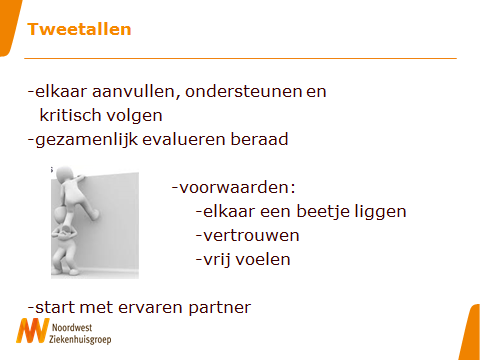 Tweetallen
-elkaar aanvullen, ondersteunen en
kritisch volgen
-gezamenlijk evalueren beraad
s
-voorwaarden:
-elkaar een beetje liggen
-vertrouwen
-vrij voelen
-start met ervaren partner
Noordwest
Ziekenhuisgroep